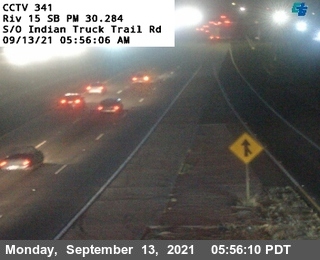 CCTV 341
Riv 15 SB PM 30.284
S/O Indian Truck Trail Rd
09/13/21 05:56:06 AM
Monday, September 13, 2021 05:56:10 PDT